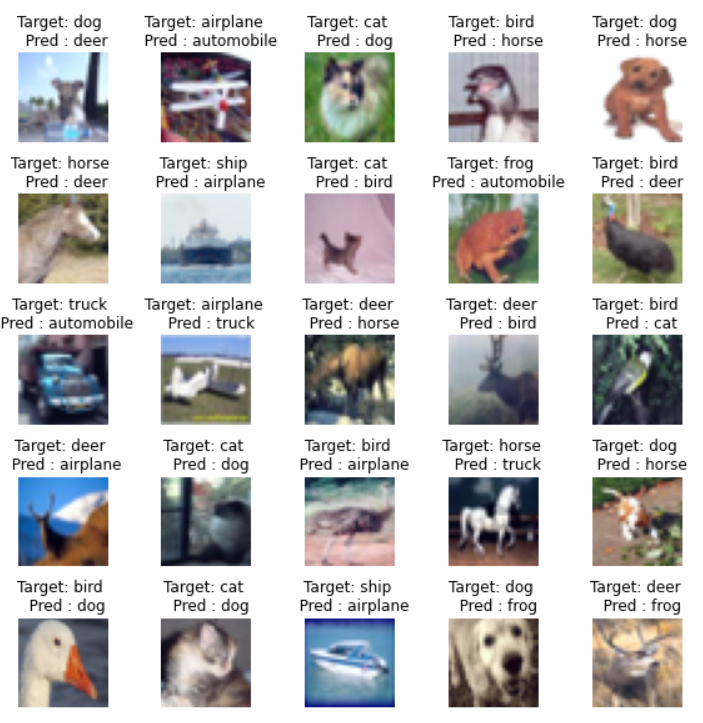 Target: dog
Pred : deer
Target: airplane
Pred : automobile
Target: cat
Pred : dog
Target: bird
Pred : horse
Target: dog
Pred : horse
Target: horse
Pred : deer
Target: ship
Pred : airplane
Target: cat
Pred : bird
Target: frog
Pred : automobile
Target: bird
Pred : deer
Target: truck
Pred : automobile
Target: airplane
Pred : truck
Target: deer
Pred : horse
Target: deer
Pred : bird
Target: bird
Pred : cat
Target: deer
Pred : airplane
Target: cat
Pred : dog
Target: bird
Pred : airplane
Target: horse
Pred : truck
Target: dog
Pred : horse
Target: bird
Pred : dog
Target: cat
Pred : dog
Target: ship
Pred : airplane
Target: dog
Pred : frog
Target: deer
Pred : frog